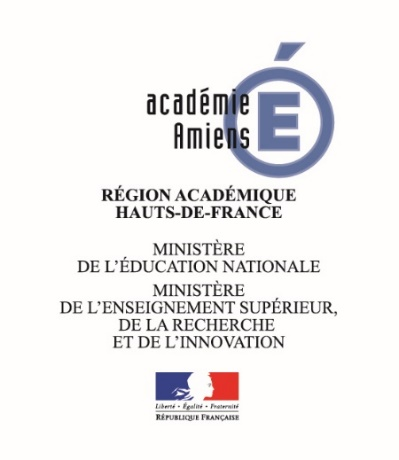 académie
Amiens
É
RÉGION ACADÉMIQUE
HAUTS-DE-FRANCE
MINISTÈRE
DE L'ÉDUCATION NATIONALE
MINISTÈRE
DE L'ENSEIGNEMENT SUPÉRIEUR,
DE LA RECHERCHE
ET DE L'INNOVATION
Liberté • Égalité • Fraternité
RÉPUBLIQUE FRANÇAISE